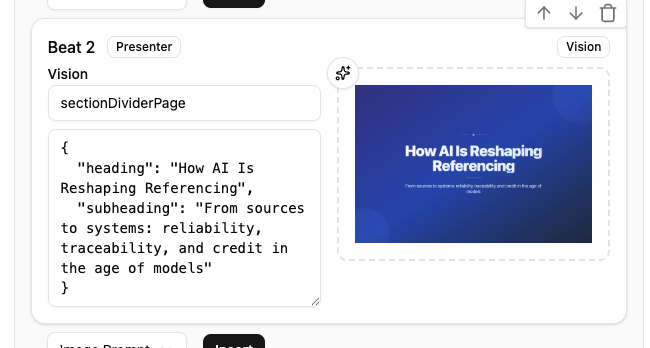 Beat 2
Presenter
Vision
Vision
sectionDividerPage
{
"heading": "How AI Is
Reshaping Referencing",
"subheading": "From sources
to systems: reliability,
traceability, and credit in
the age of models"
}
How AI Is Reshaping
Referencing
From sources to systems: reliability, traceability, and credit in the age of
models
Image Prompt
Insert